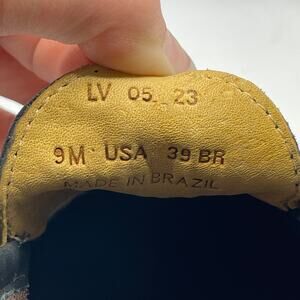 LV 05 23
9M USA 39 BR
MADE IN BRAZIL